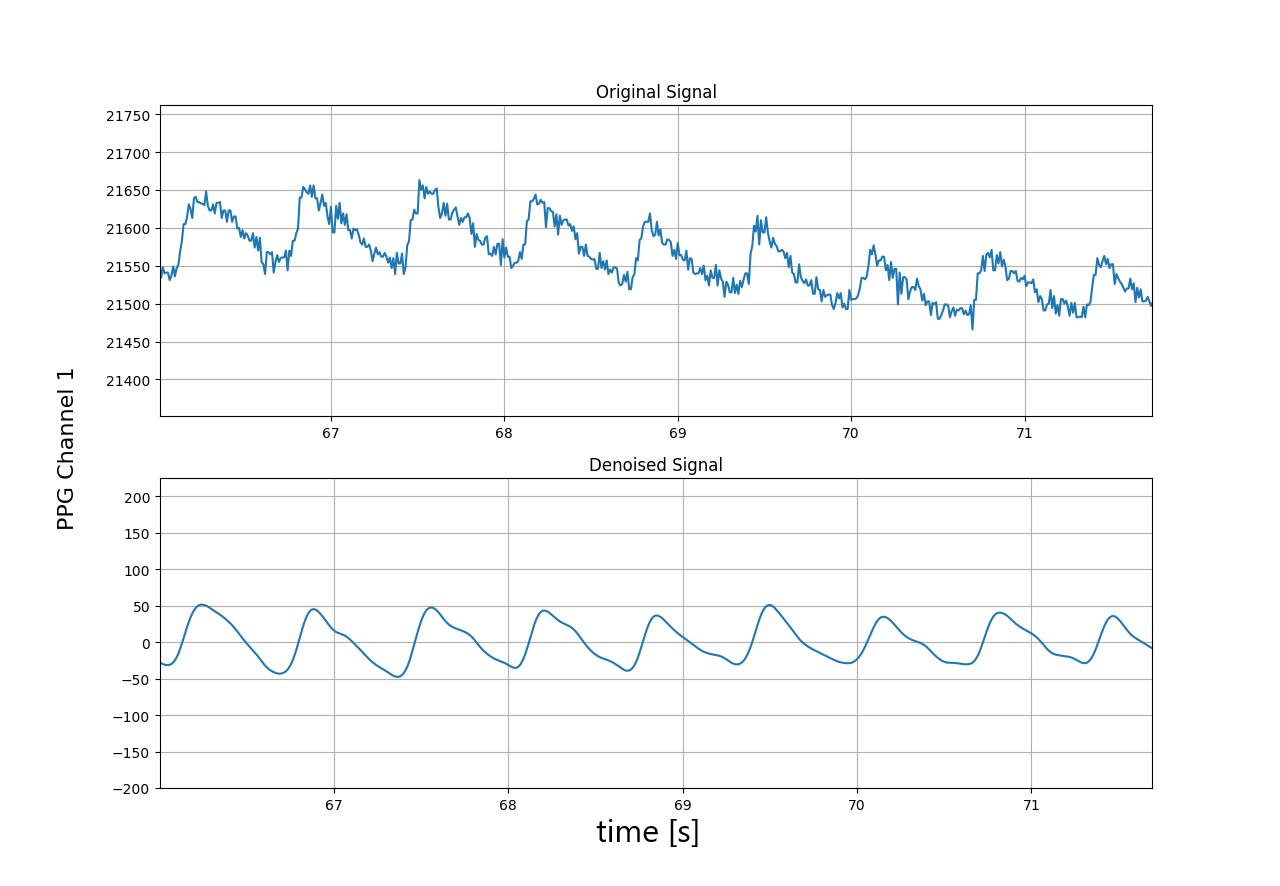 Original Signal
21750
21700
21650
21600
21550
21500
21450
21400
67 68 69 70 71
PPG Channel 1
Denoised Signal
200
150
100
50
0
−50
−100
−150
−200
67 68 69 70 71
time [s]